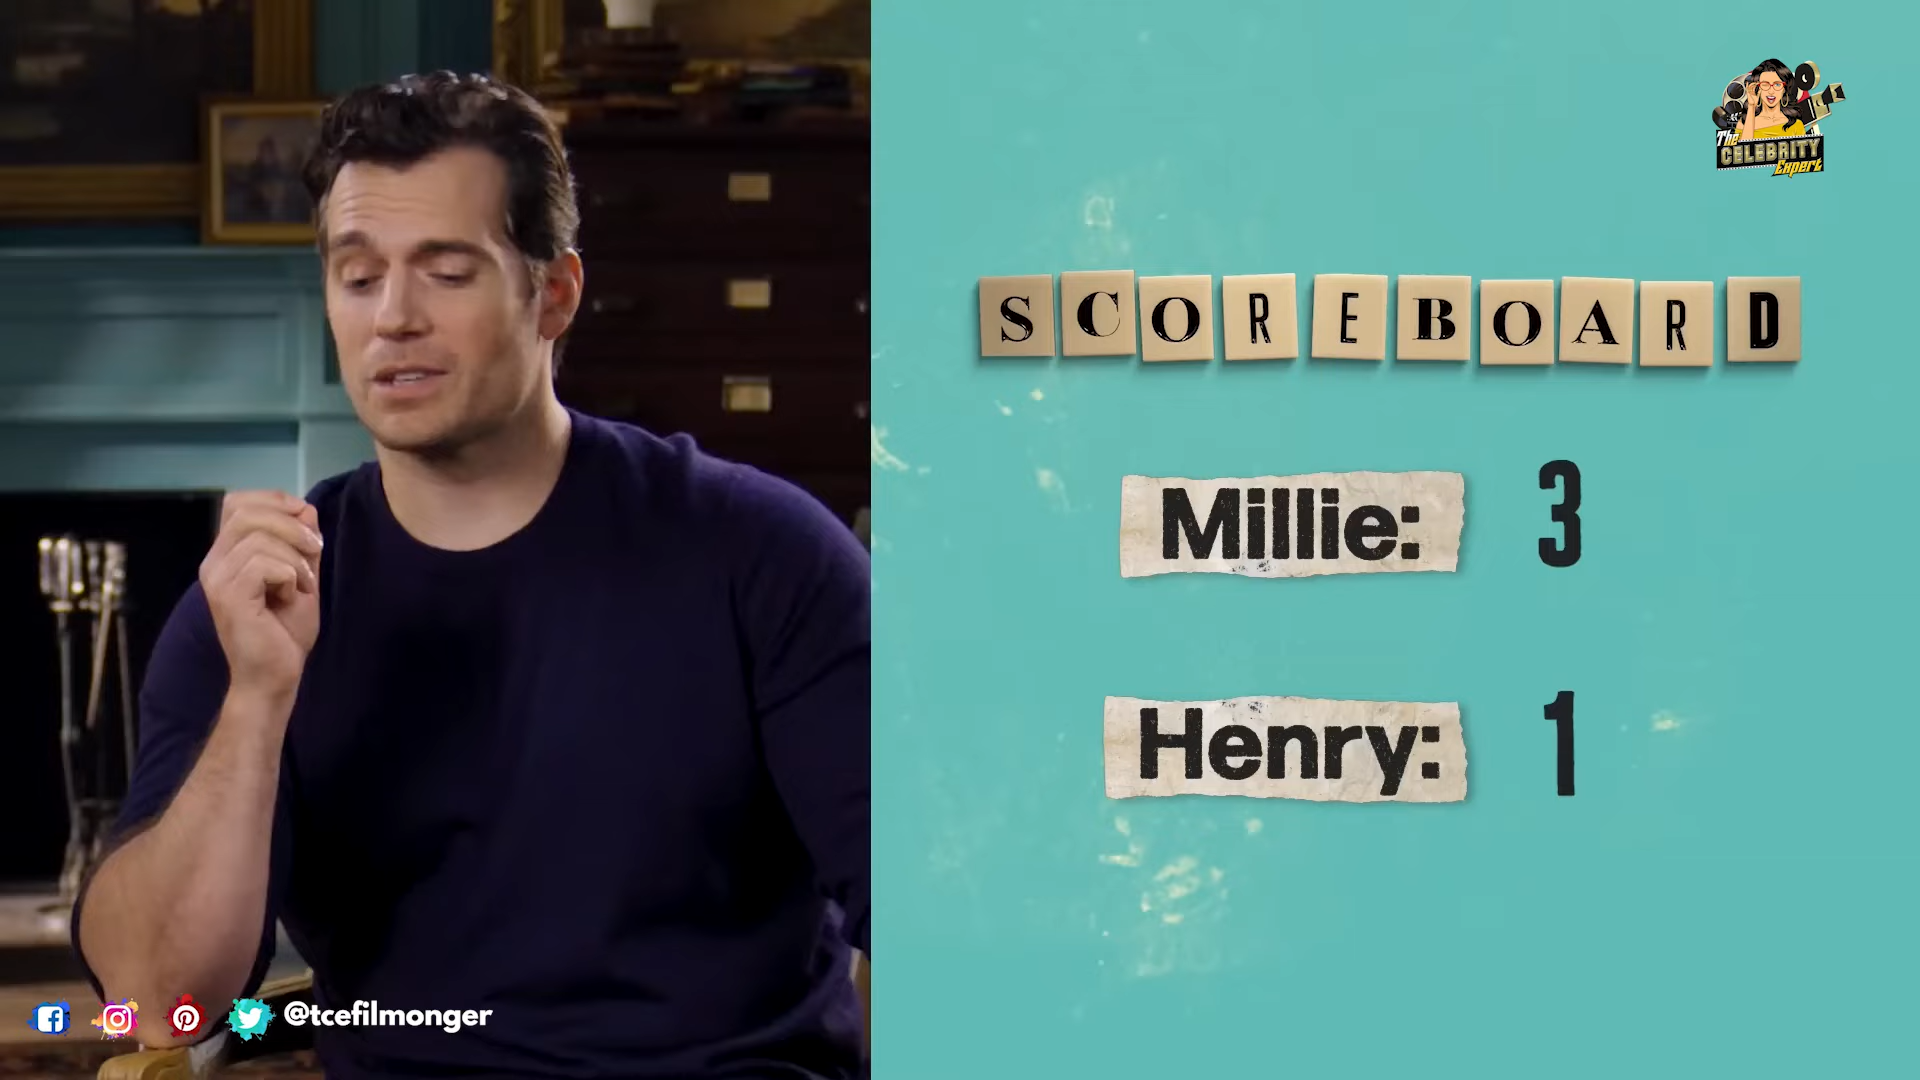 The
CELEBRITY
Expert
SCOREBOARD
Millie: 3
Henry: 1
@tcefilmonger